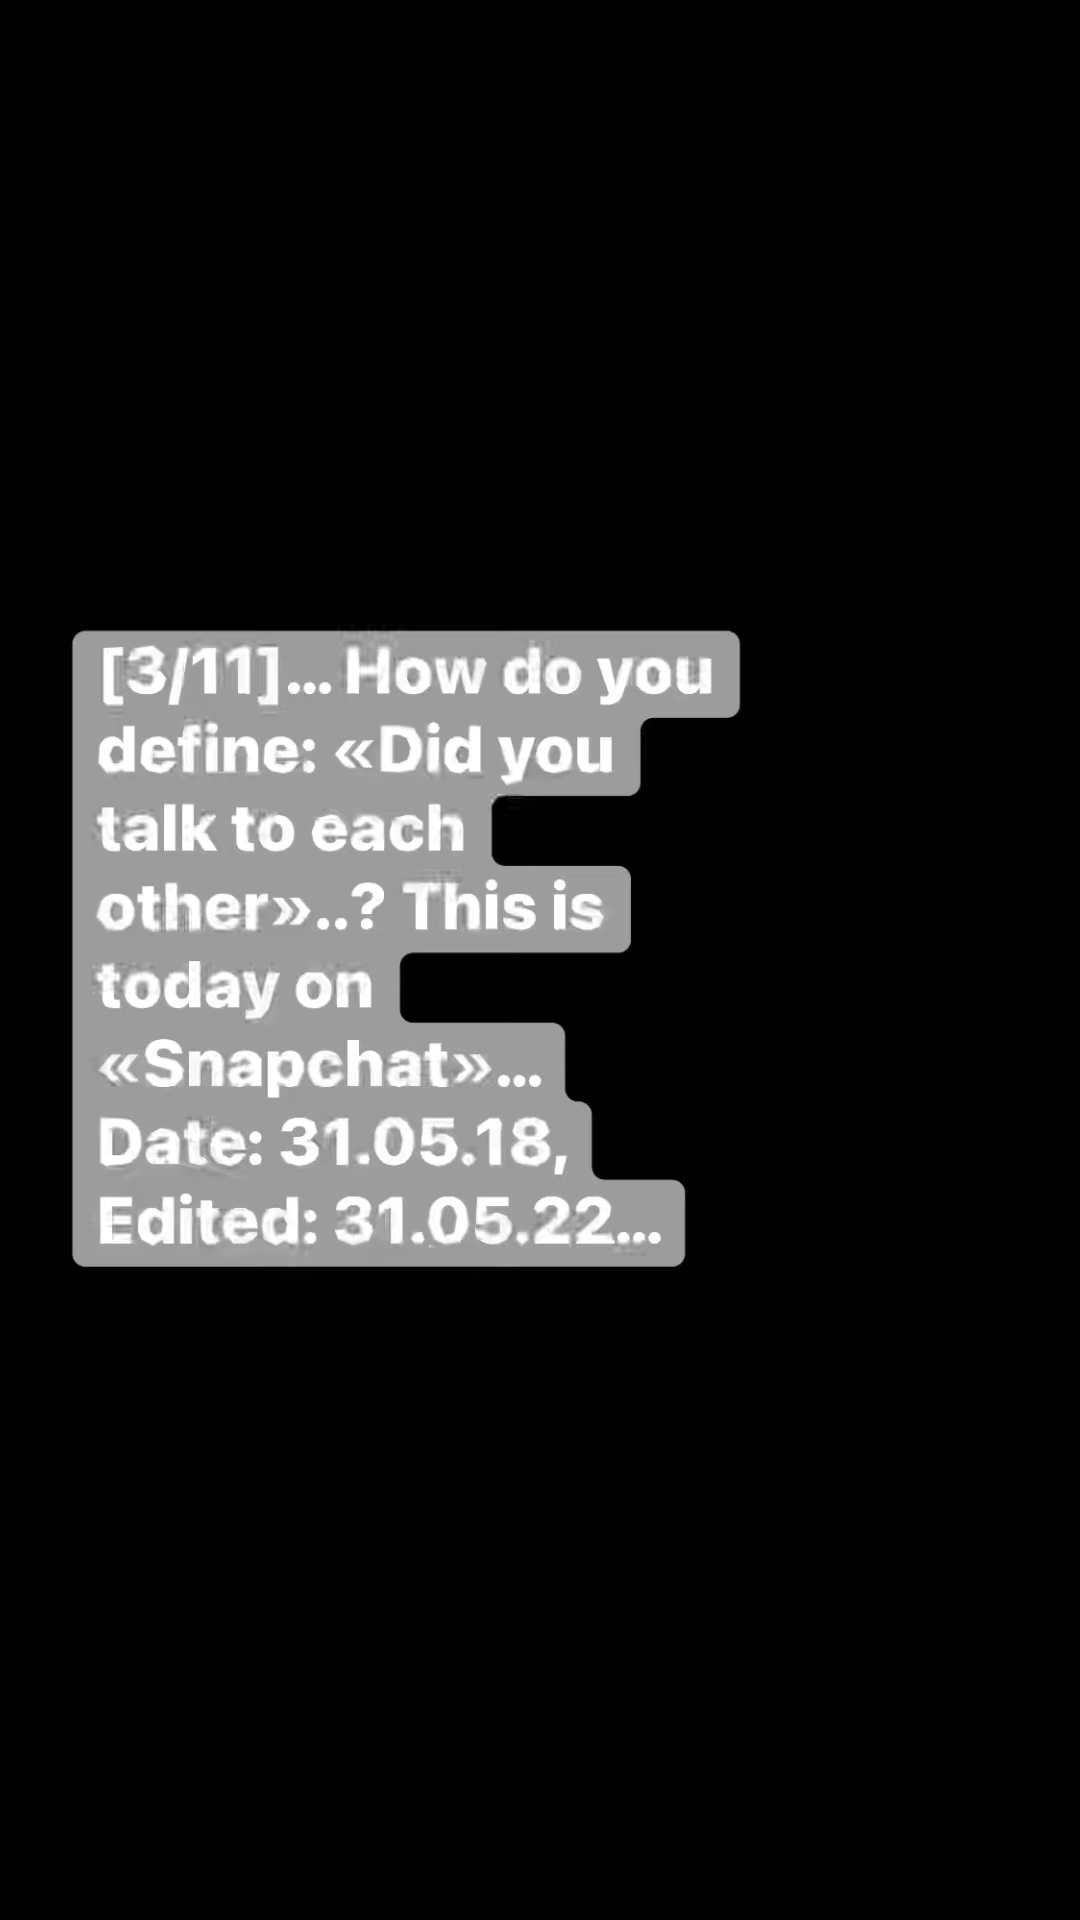 [3/11]... How do you
define: «Did you
talk to each
other»..? This is
today on
«Snapchat»...
Date: 31.05.18,
Edited: 31.05.22...